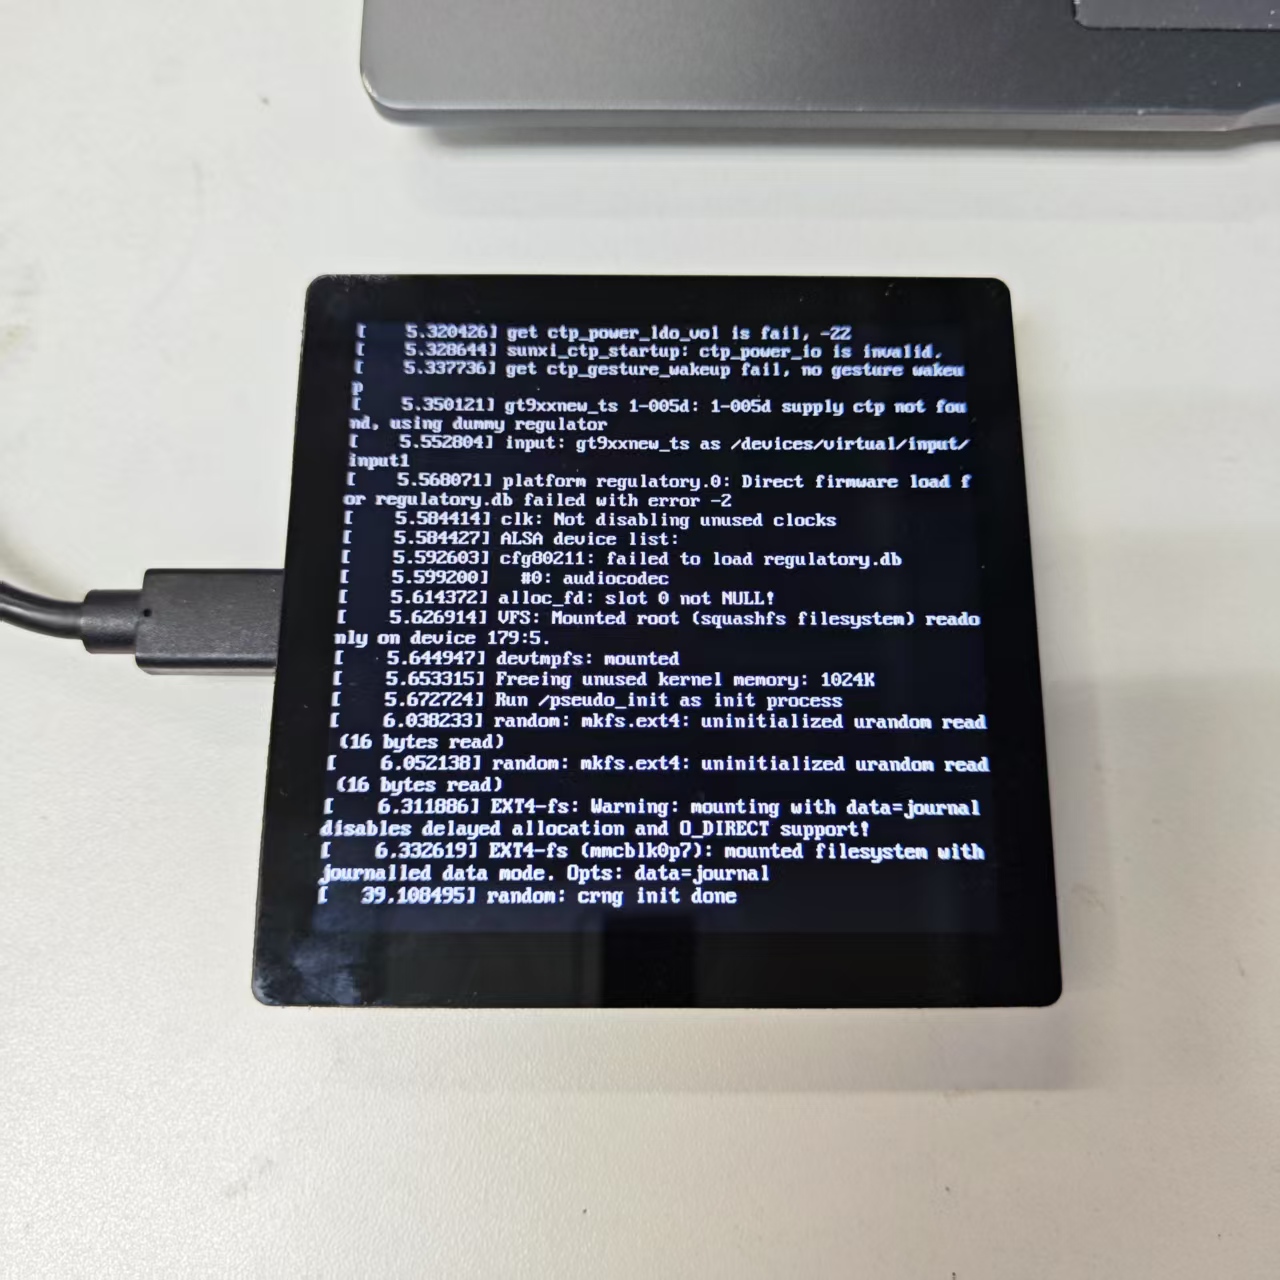 [    5.320426] get ctp_power_ldo_vol is fail, -22
[    5.328644] sunxi_ctp_startup: ctp_power_io is invalid.
[    5.337736] get ctp_gesture_wakeup fail, no gesture wakeu
p
[    5.350121] gt9xxnew_ts 1-005d: 1-005d supply ctp not fou
nd, using dummy regulator
[    5.552804] input: gt9xxnew_ts as /devices/virtual/input/
input1
[    5.568071] platform regulatory.0: Direct firmware load f
or regulatory.db failed with error -2
[    5.584414] clk: Not disabling unused clocks
[    5.584427] ALSA device list:
[    5.592603] cfg80211: failed to load regulatory.db
[    5.599200]   #0: audiocodec
[    5.614372] alloc_fd: slot 0 not NULL!
[    5.626914] VFS: Mounted root (squashfs filesystem) reado
nly on device 179:5.
[    5.644947] devtmpfs: mounted
[    5.653315] Freeing unused kernel memory: 1024K
[    5.672724] Run /pseudo_init as init process
[    6.038233] random: mkfs.ext4: uninitialized urandom read
 (16 bytes read)
[    6.052138] random: mkfs.ext4: uninitialized urandom read
 (16 bytes read)
[    6.311886] EXT4-fs: Warning: mounting with data=journal
disables delayed allocation and O_DIRECT support!
[    6.332619] EXT4-fs (mmcblk0p7): mounted filesystem with
journalled data mode. Opts: data=journal
[   39.108495] random: crng init done